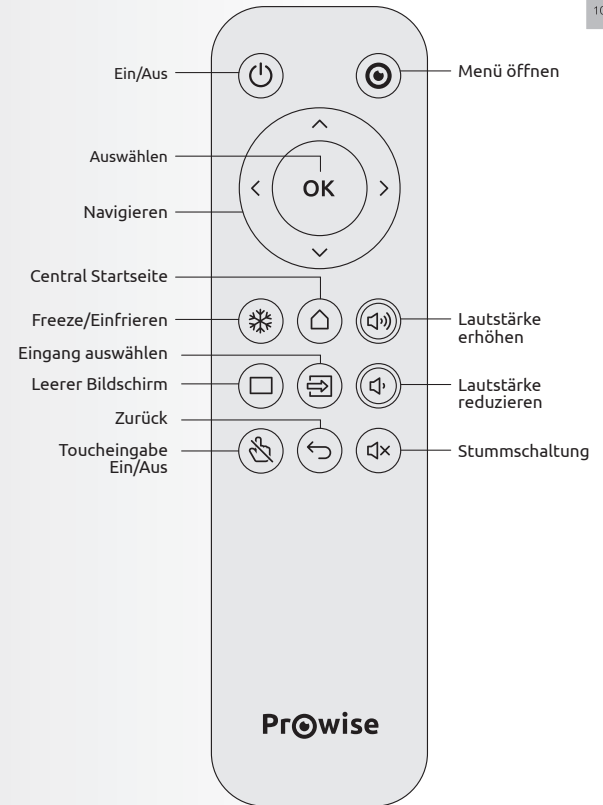 10
Ein/Aus
Menü öffnen
Auswählen
OK
Navigieren
Central Startseite
Freeze/Einfrieren
Lautstärke
erhöhen
Eingang auswählen
Leerer Bildschirm
Lautstärke
reduzieren
Zurück
Toucheingabe
Ein/Aus
Stummschaltung
Prowise